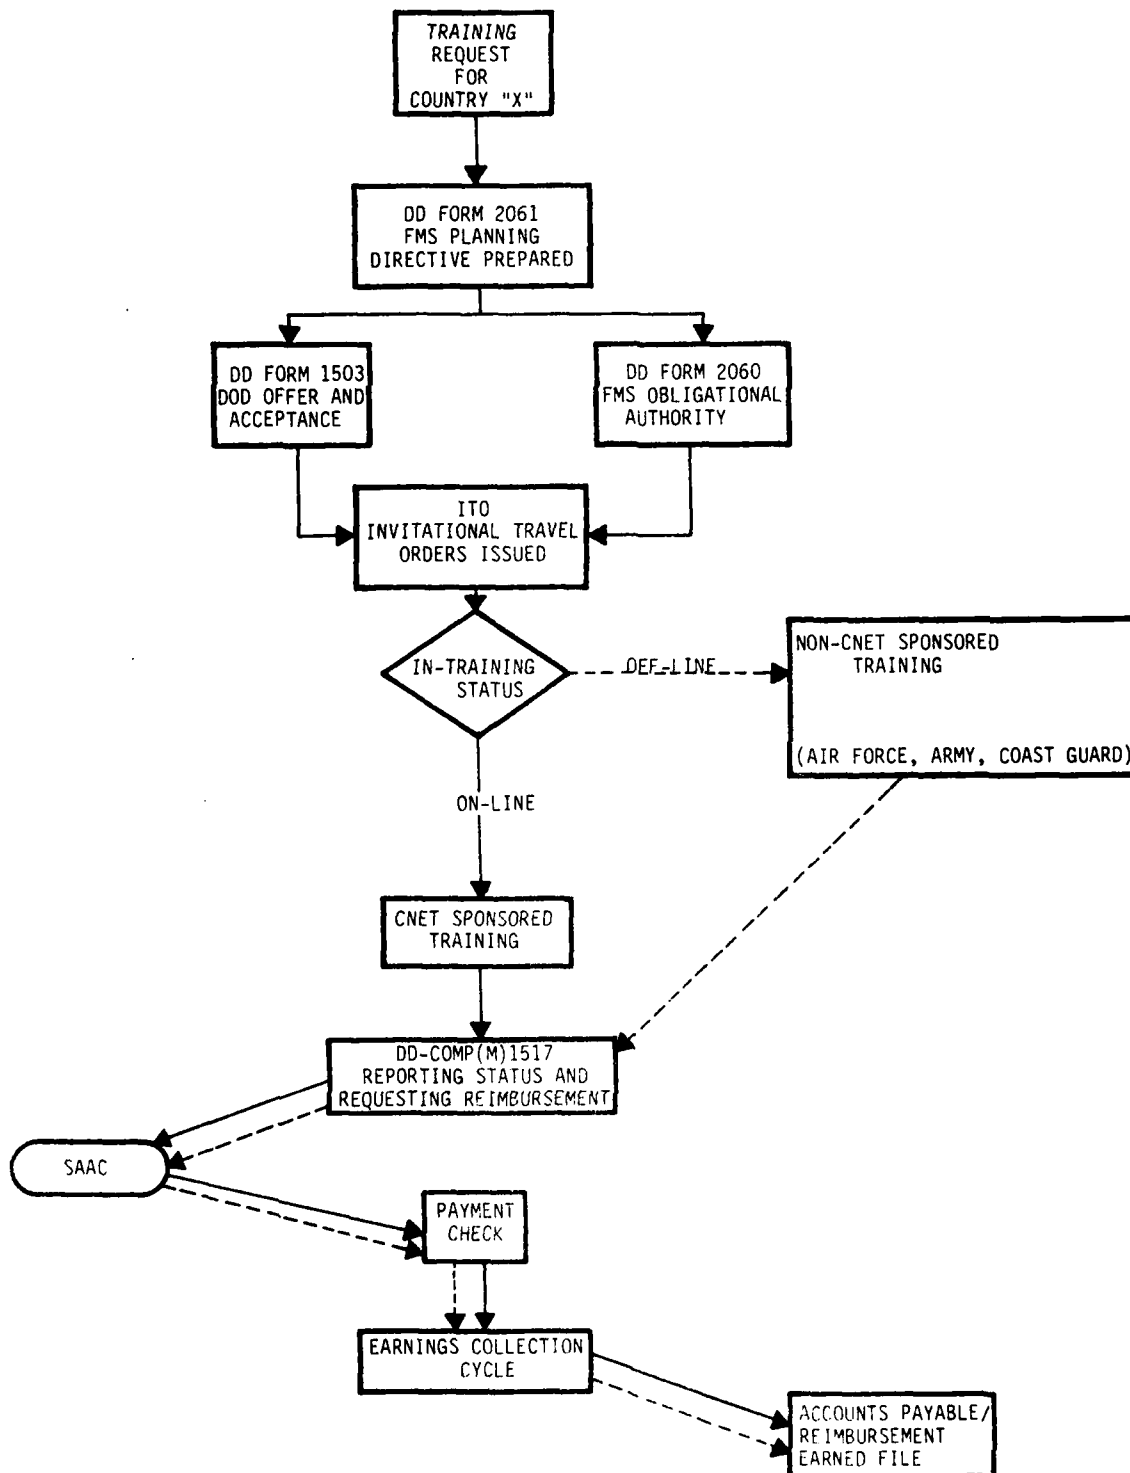 TRAINING
REQUEST
FOR
COUNTRY "X"
DD FORM 2061
FMS PLANNING
DIRECTIVE PREPARED
DD FORM 1503
DOD OFFER AND
ACCEPTANCE
DD FORM 2060
FMS OBLIGATIONAL
AUTHORITY
ITO
INVITATIONAL TRAVEL
ORDERS ISSUED
IN-TRAINING
STATUS
OFF-LINE
NON-CNET SPONSORED
TRAINING
(AIR FORCE, ARMY, COAST GUARD)
ON-LINE
CNET SPONSORED
TRAINING
DD-COMP(M)1517
REPORTING STATUS AND
REQUESTING REIMBURSEMENT
SAAC
PAYMENT
CHECK
EARNINGS COLLECTION
CYCLE
ACCOUNTS PAYABLE/
REIMBURSEMENT
EARNED FILE